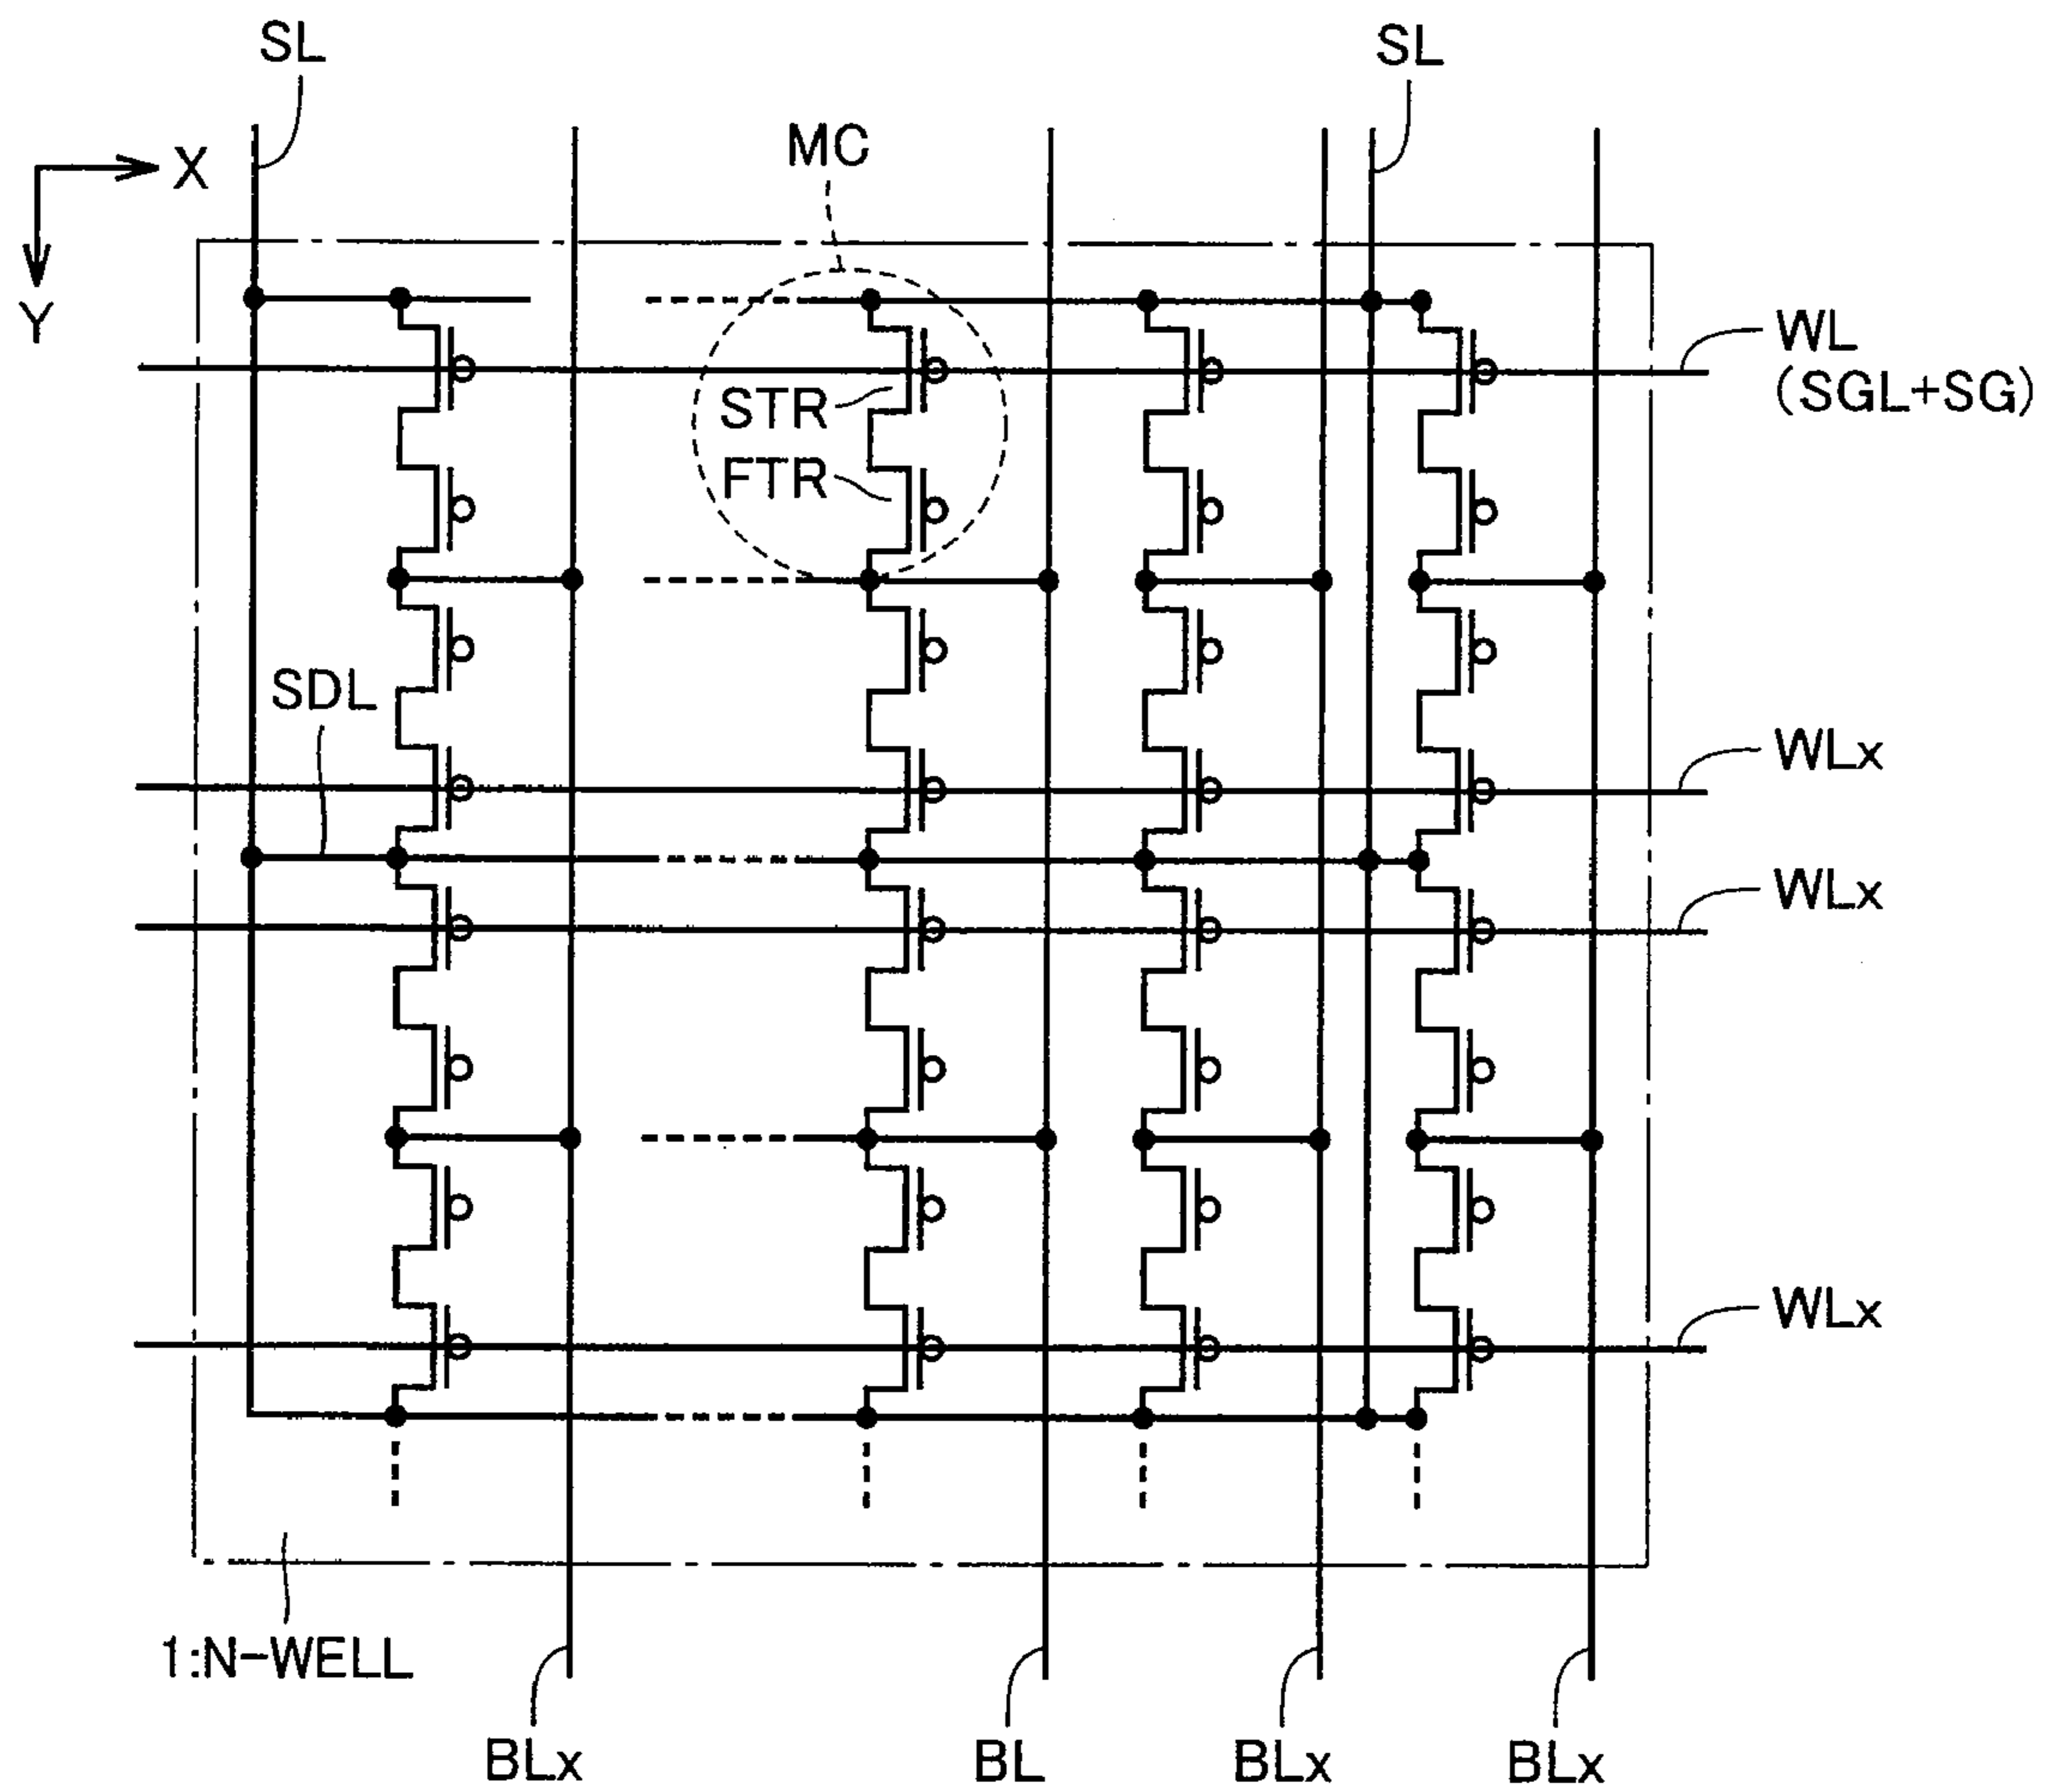 SL
SL
X
MC
Y
WL
(SGL+SG)
STR
FTR
SDL
WLx
WLx
WLx
1:N-WELL
BLx
BL
BLx
BLx